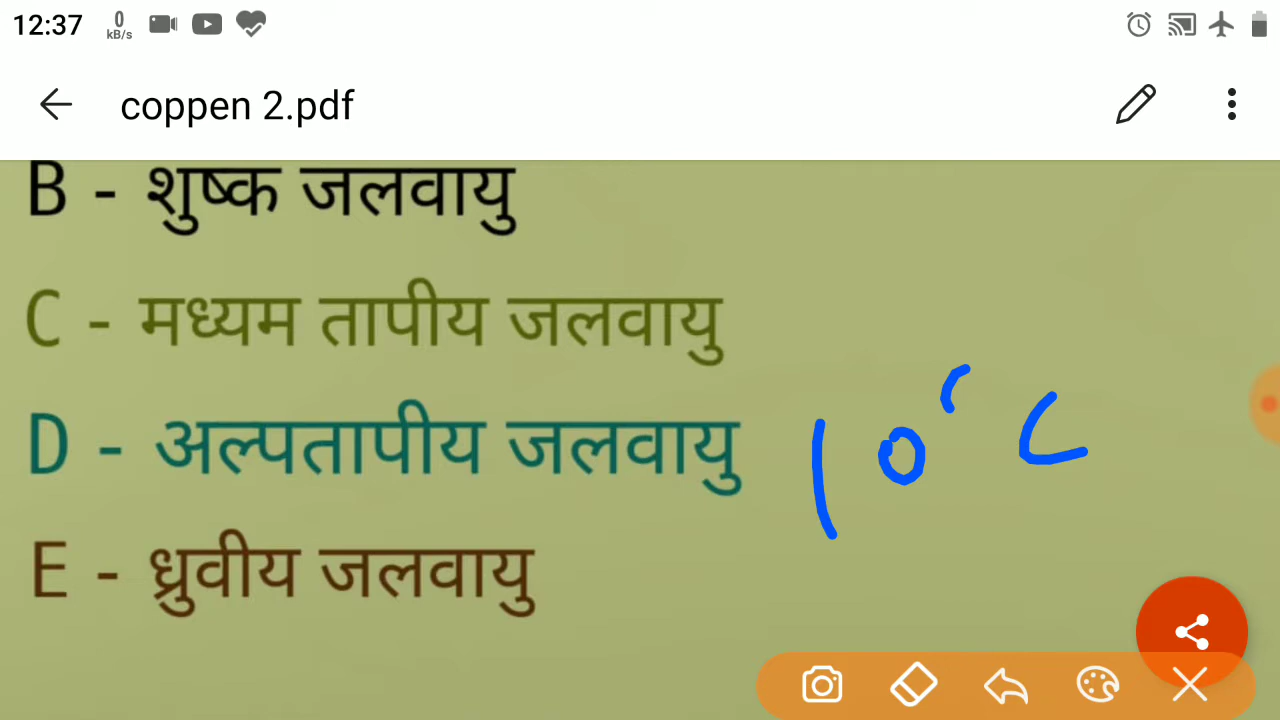 12:37 0 kB/s
coppen 2.pdf
B - शुष्क जलवायु
C - मध्यम तापीय जलवायु
D - अल्पतापीय जलवायु 10°C
E - ध्रुवीय जलवायु